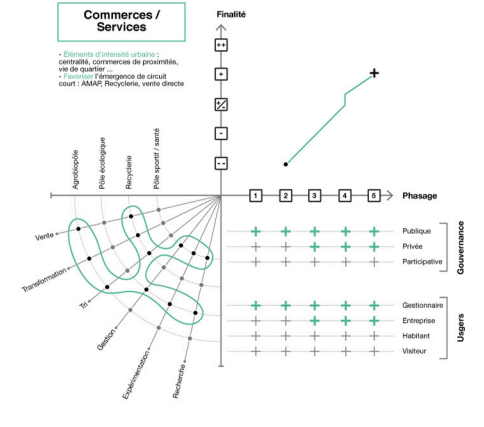 Commerces /
Services
Finalité
- Éléments d'intensité urbaine :
centralité, commerces de proximités,
vie de quartier ...
- Favoriser l'émergence de circuit
court : AMAP, Recyclerie, vente directe
++
+
+/-
-
--
Agrobiopôle
Pôle écologique
Recyclerie
Pôle sportif / santé
1 2 3 4 5
Phasage
Vente
Transformation
Tri
Gestion
Expérimentation
Recherche
Publique
Privée
Participative
Gouvernance
Gestionnaire
Entreprise
Habitant
Visiteur
Usgers